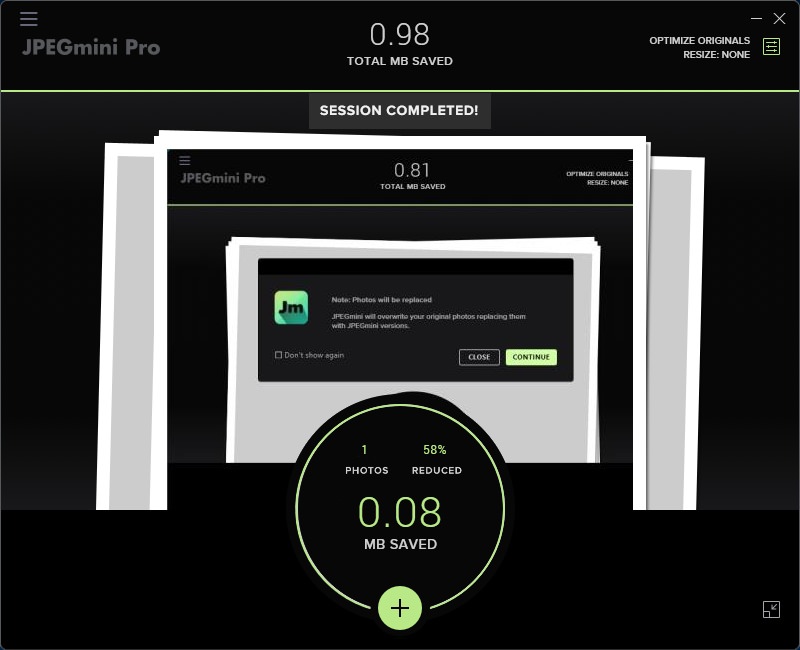 JPEGmini Pro
0.98
TOTAL MB SAVED
OPTIMIZE ORIGINALS
RESIZE: NONE
SESSION COMPLETED!
JPEGmini Pro
0.81
TOTAL MB SAVED
OPTIMIZE ORIGINALS
RESIZE: NONE
Jm
Note: Photos will be replaced
JPEGmini will overwrite your original photos replacing them
with JPEGmini versions.
Don't show again
CLOSE
CONTINUE
1
PHOTOS
58%
REDUCED
0.08
MB SAVED